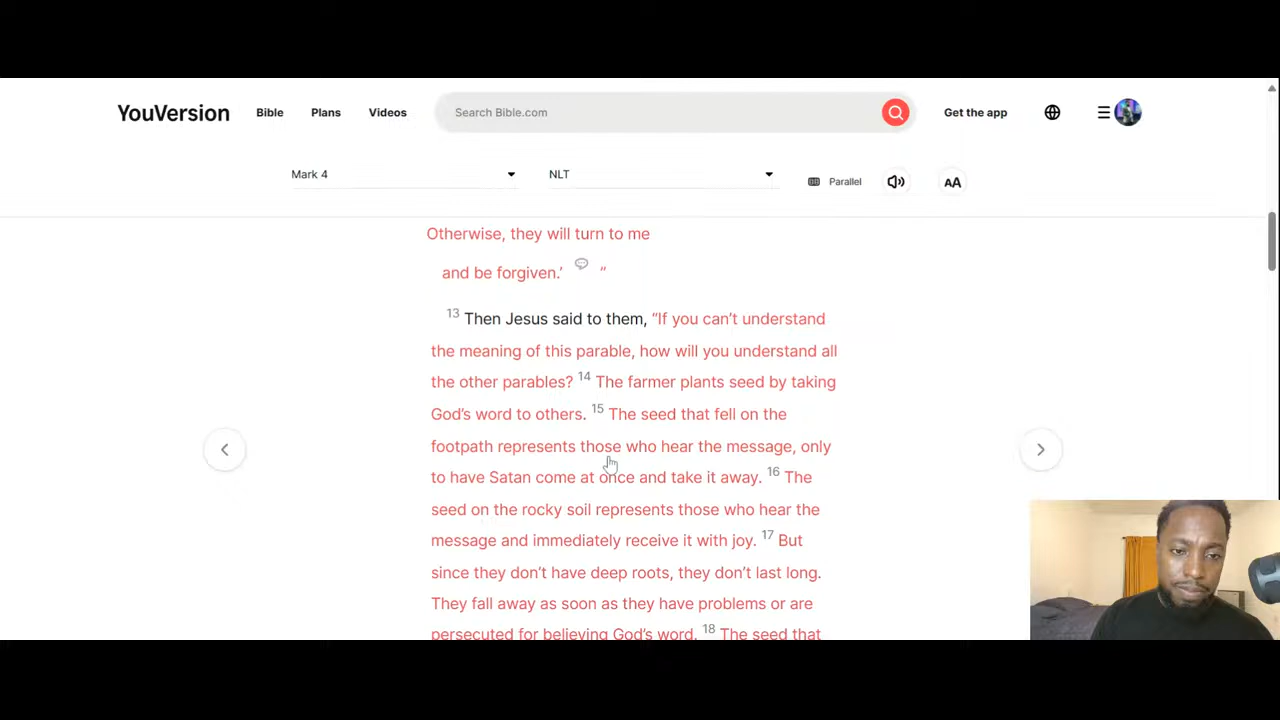 YouVersion Bible Plans Videos Search Bible.com Get the app
Mark 4 NLT Parallel AA
Otherwise, they will turn to me
and be forgiven.’ ”
13 Then Jesus said to them, “If you can’t understand
the meaning of this parable, how will you understand all
the other parables? 14 The farmer plants seed by taking
God’s word to others. 15 The seed that fell on the
footpath represents those who hear the message, only
to have Satan come at once and take it away. 16 The
seed on the rocky soil represents those who hear the
message and immediately receive it with joy. 17 But
since they don’t have deep roots, they don’t last long.
They fall away as soon as they have problems or are
persecuted for believing God’s word. 18 The seed that